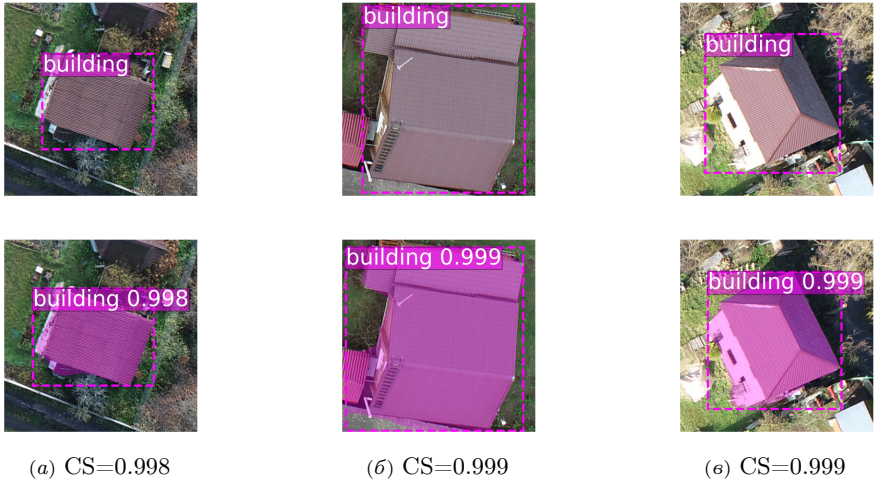 building
building
building
building 0.998
building 0.999
building 0.999
(а) CS=0.998
(б) CS=0.999
(в) CS=0.999